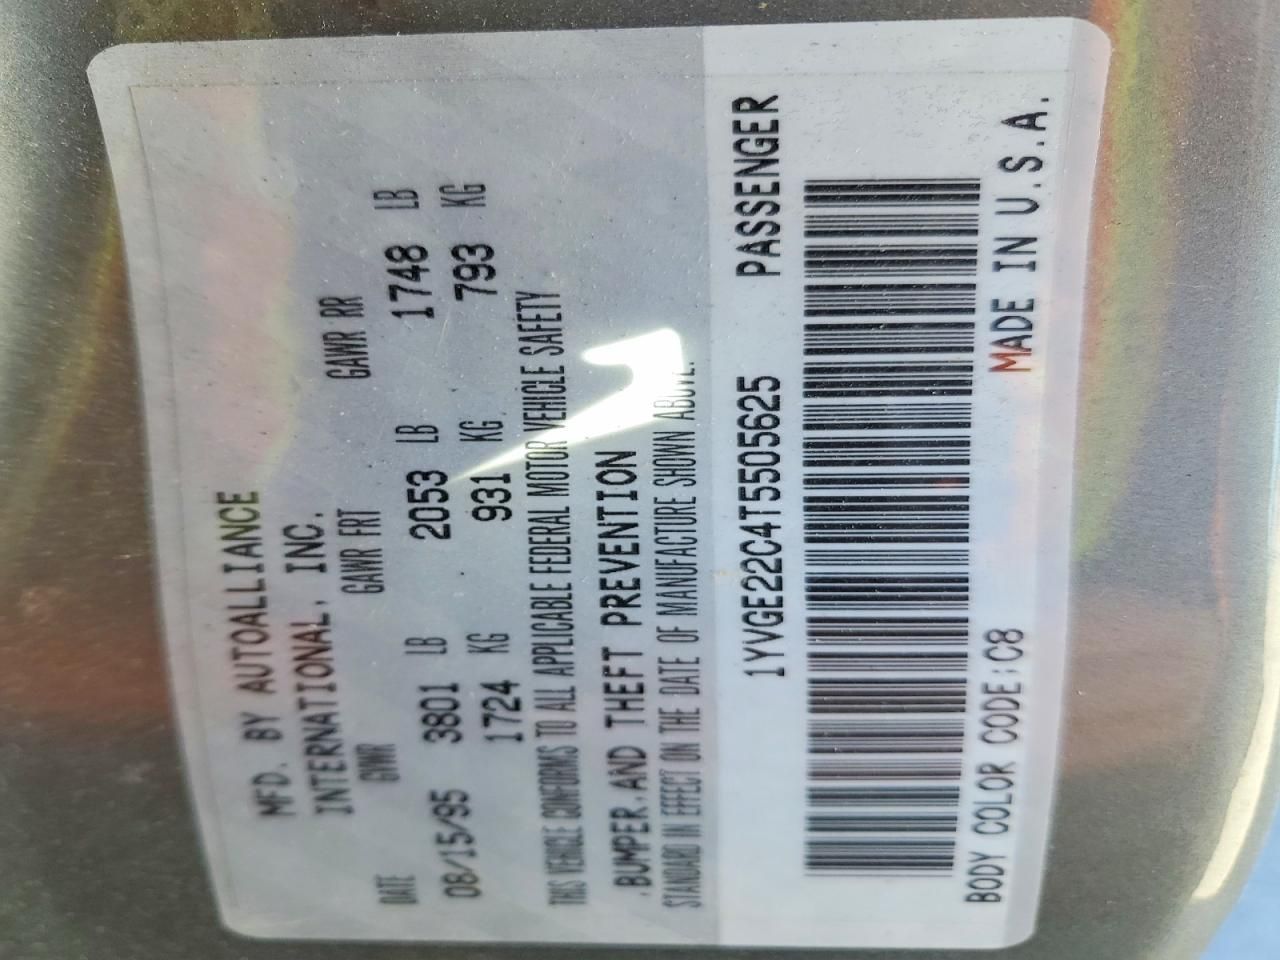 MFD. BY AUTOALLIANCE
INTERNATIONAL, INC.
GVWR GAWR FRT GAWR RR
DATE 3801 LB 2053 LB 1748 LB
08/15/95 1724 KG 931 KG 793 KG
THIS VEHICLE CONFORMS TO ALL APPLICABLE FEDERAL MOTOR VEHICLE SAFETY
, BUMPER, AND THEFT PREVENTION
STANDARD IN EFFECT ON THE DATE OF MANUFACTURE SHOWN ABOVE.
1YVGE22C4T5505625 PASSENGER
BODY COLOR CODE:C8 MADE IN U.S.A.